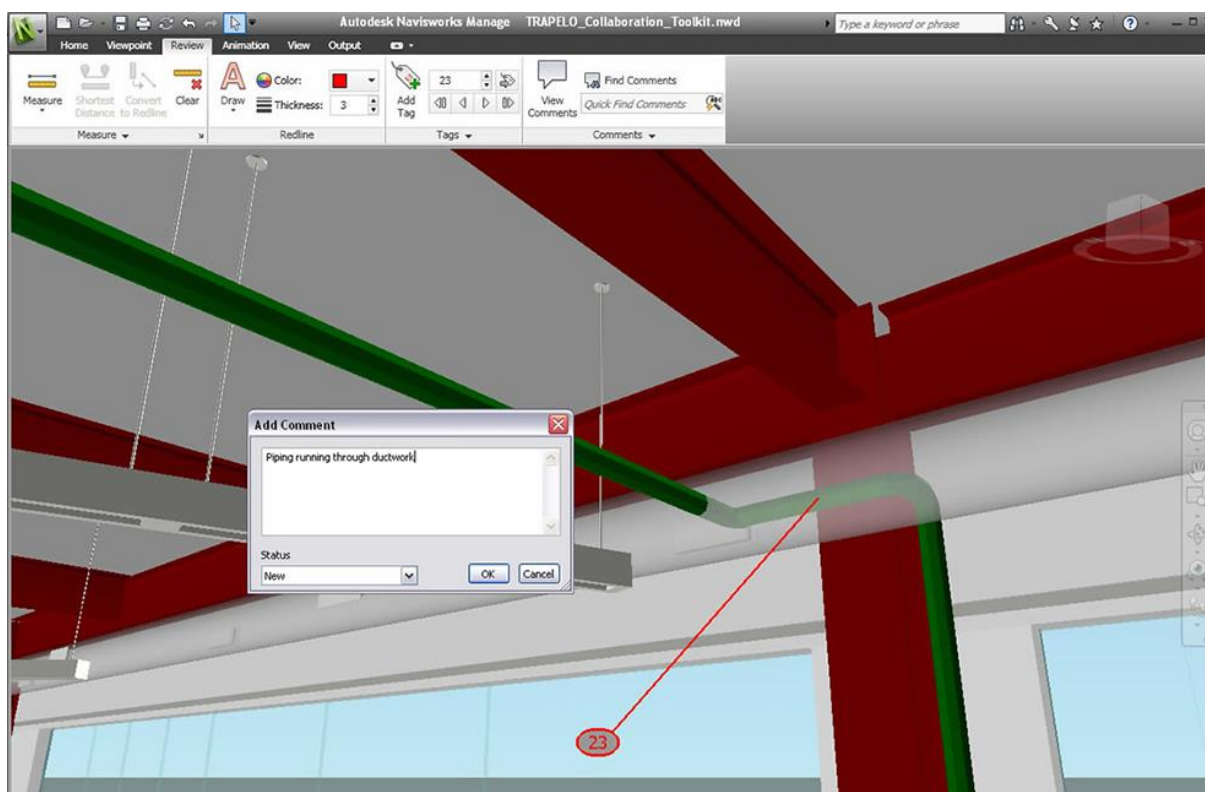 Autodesk Navisworks Manage TRAPELO_Collaboration_Toolkit.nwd
Type a keyword or phrase
Home Viewpoint Review Animation View Output
Measure
Shortest Distance
Convert to Redline
Clear
Measure
Draw
Color:
Thickness: 3
Redline
Add Tag
23
Tags
View Comments
Find Comments
Quick Find Comments
Comments
Add Comment
Piping running through ductwork
Status
New
OK Cancel
23